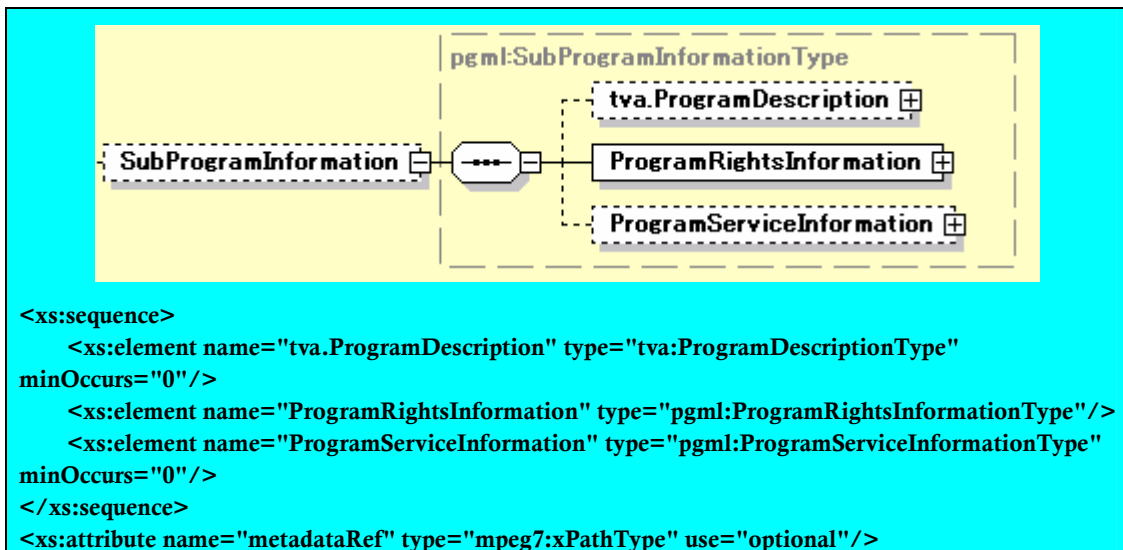 pgml:SubProgramInformationType
tva.ProgramDescription
SubProgramInformation
ProgramRightsInformation
ProgramServiceInformation
<xs:sequence>
<xs:element name="tva.ProgramDescription" type="tva:ProgramDescriptionType"
minOccurs="0"/>
<xs:element name="ProgramRightsInformation" type="pgml:ProgramRightsInformationType"/>
<xs:element name="ProgramServiceInformation" type="pgml:ProgramServiceInformationType"
minOccurs="0"/>
</xs:sequence>
<xs:attribute name="metadataRef" type="mpeg7:xPathType" use="optional"/>